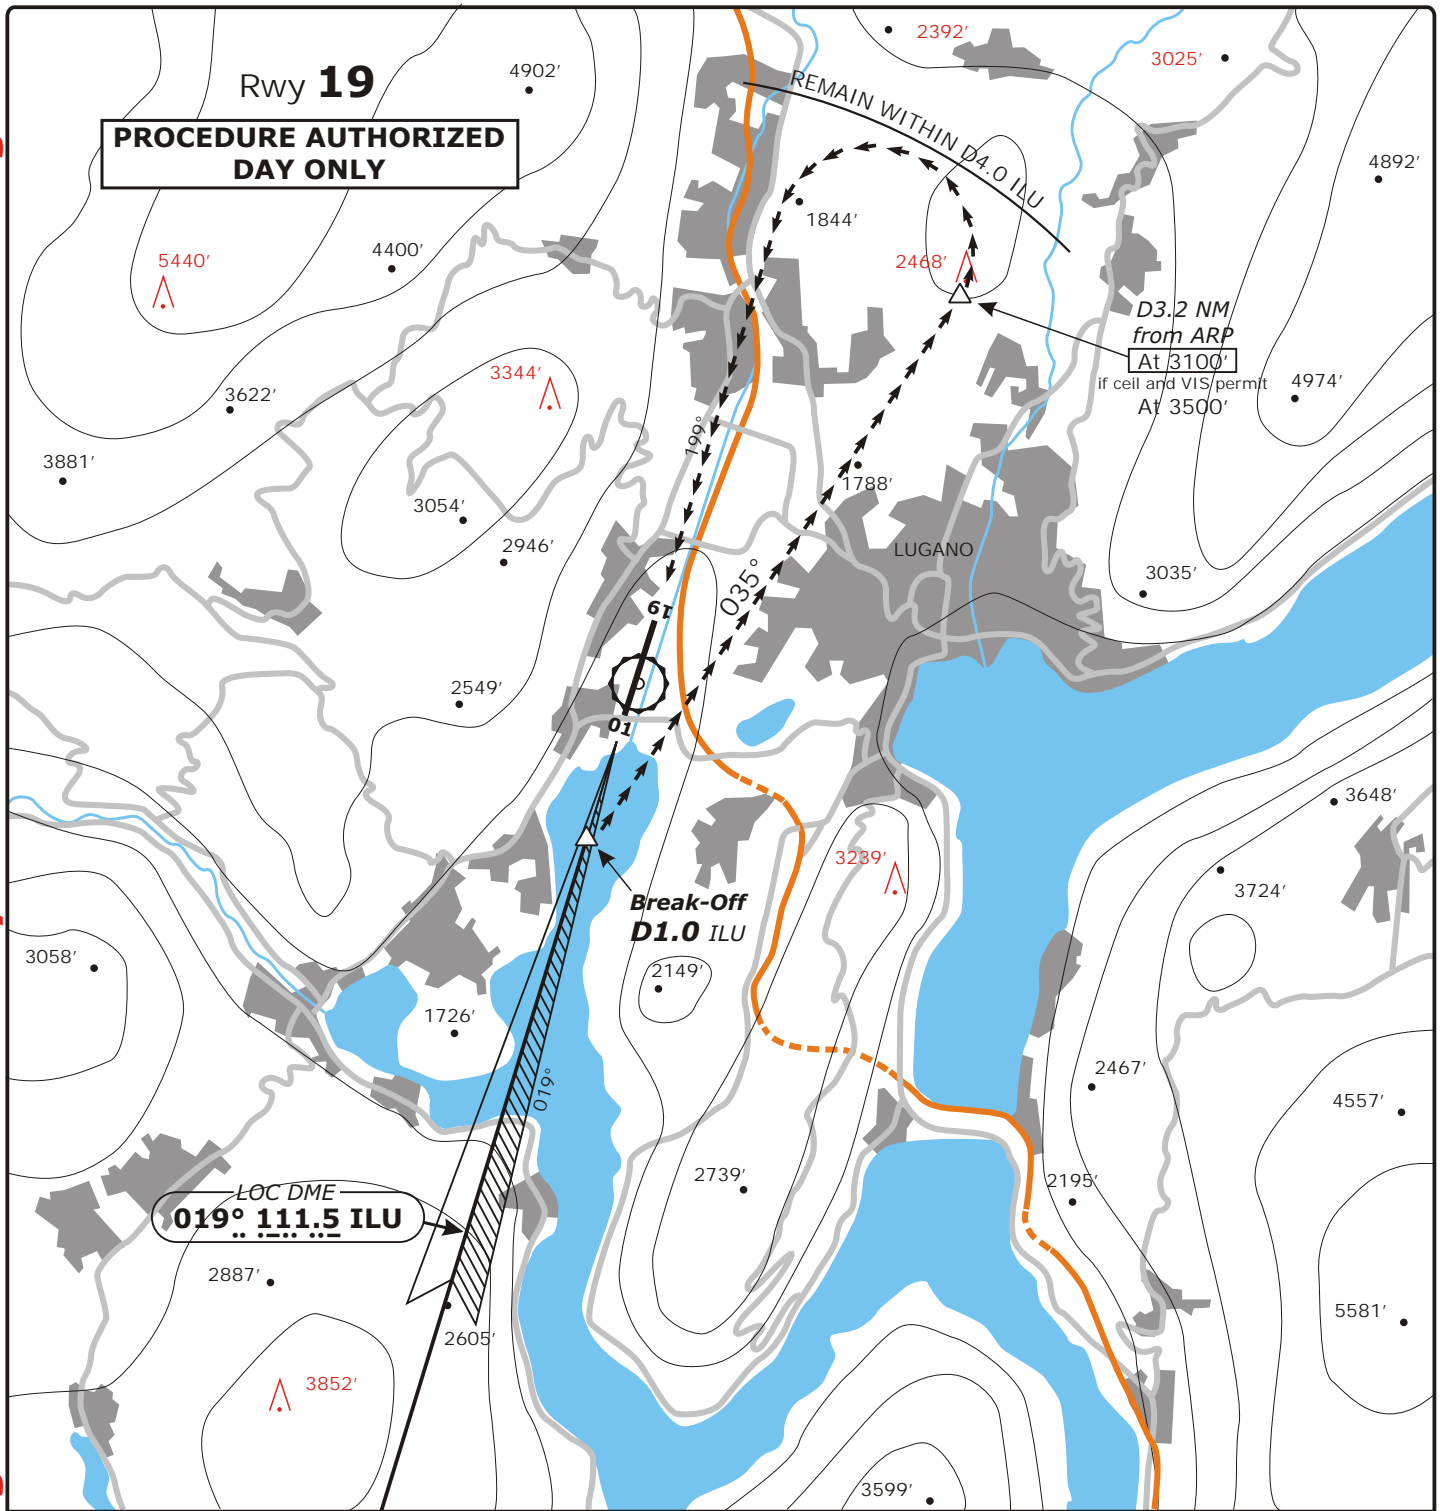 2392′
3025′
4902′
Rwy 19
PROCEDURE AUTHORIZED
DAY ONLY
REMAIN WITHIN D4.0 ILU
4892′
1844′
4400′
5440′
2468′
D3.2 NM
from ARP
At 3100′
if ceil and VIS permit
At 3500′
3344′
4974′
3622′
199°
3881′
1788′
3054′
2946′
LUGANO
035°
3035′
19
2549′
01
3648′
3239′
3724′
Break-Off
D1.0 ILU
3058′
2149′
1726′
2467′
019°
4557′
2739′
2195′
LOC DME
019° 111.5 ILU
2887′
5581′
2605′
3852′
3599′